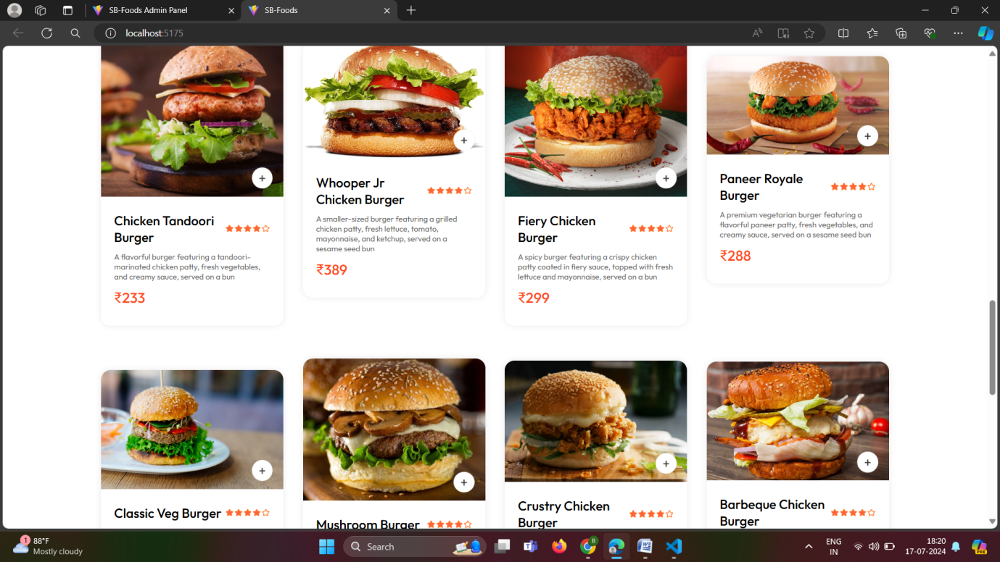 SB-Foods Admin Panel
SB-Foods
localhost:5175
Chicken Tandoori
Burger
A flavorful burger featuring a tandoori-
marinated chicken patty, fresh vegetables,
and creamy sauce, served on a bun
₹233
Whooper Jr
Chicken Burger
A smaller-sized burger featuring a grilled
chicken patty, fresh lettuce, tomato,
mayonnaise, and ketchup, served on a
sesame seed bun
₹389
Fiery Chicken
Burger
A spicy burger featuring a crispy chicken
patty coated in fiery sauce, topped with fresh
lettuce and mayonnaise, served on a bun
₹299
Paneer Royale
Burger
A premium vegetarian burger featuring a
flavorful paneer patty, fresh vegetables, and
creamy sauce, served on a sesame seed bun
₹288
Classic Veg Burger
Mushroom Burger
Crustry Chicken
Burger
Barbeque Chicken
Burger
1
88°F
Mostly cloudy
Search
B
ENG
IN
18:20
17-07-2024
PRE